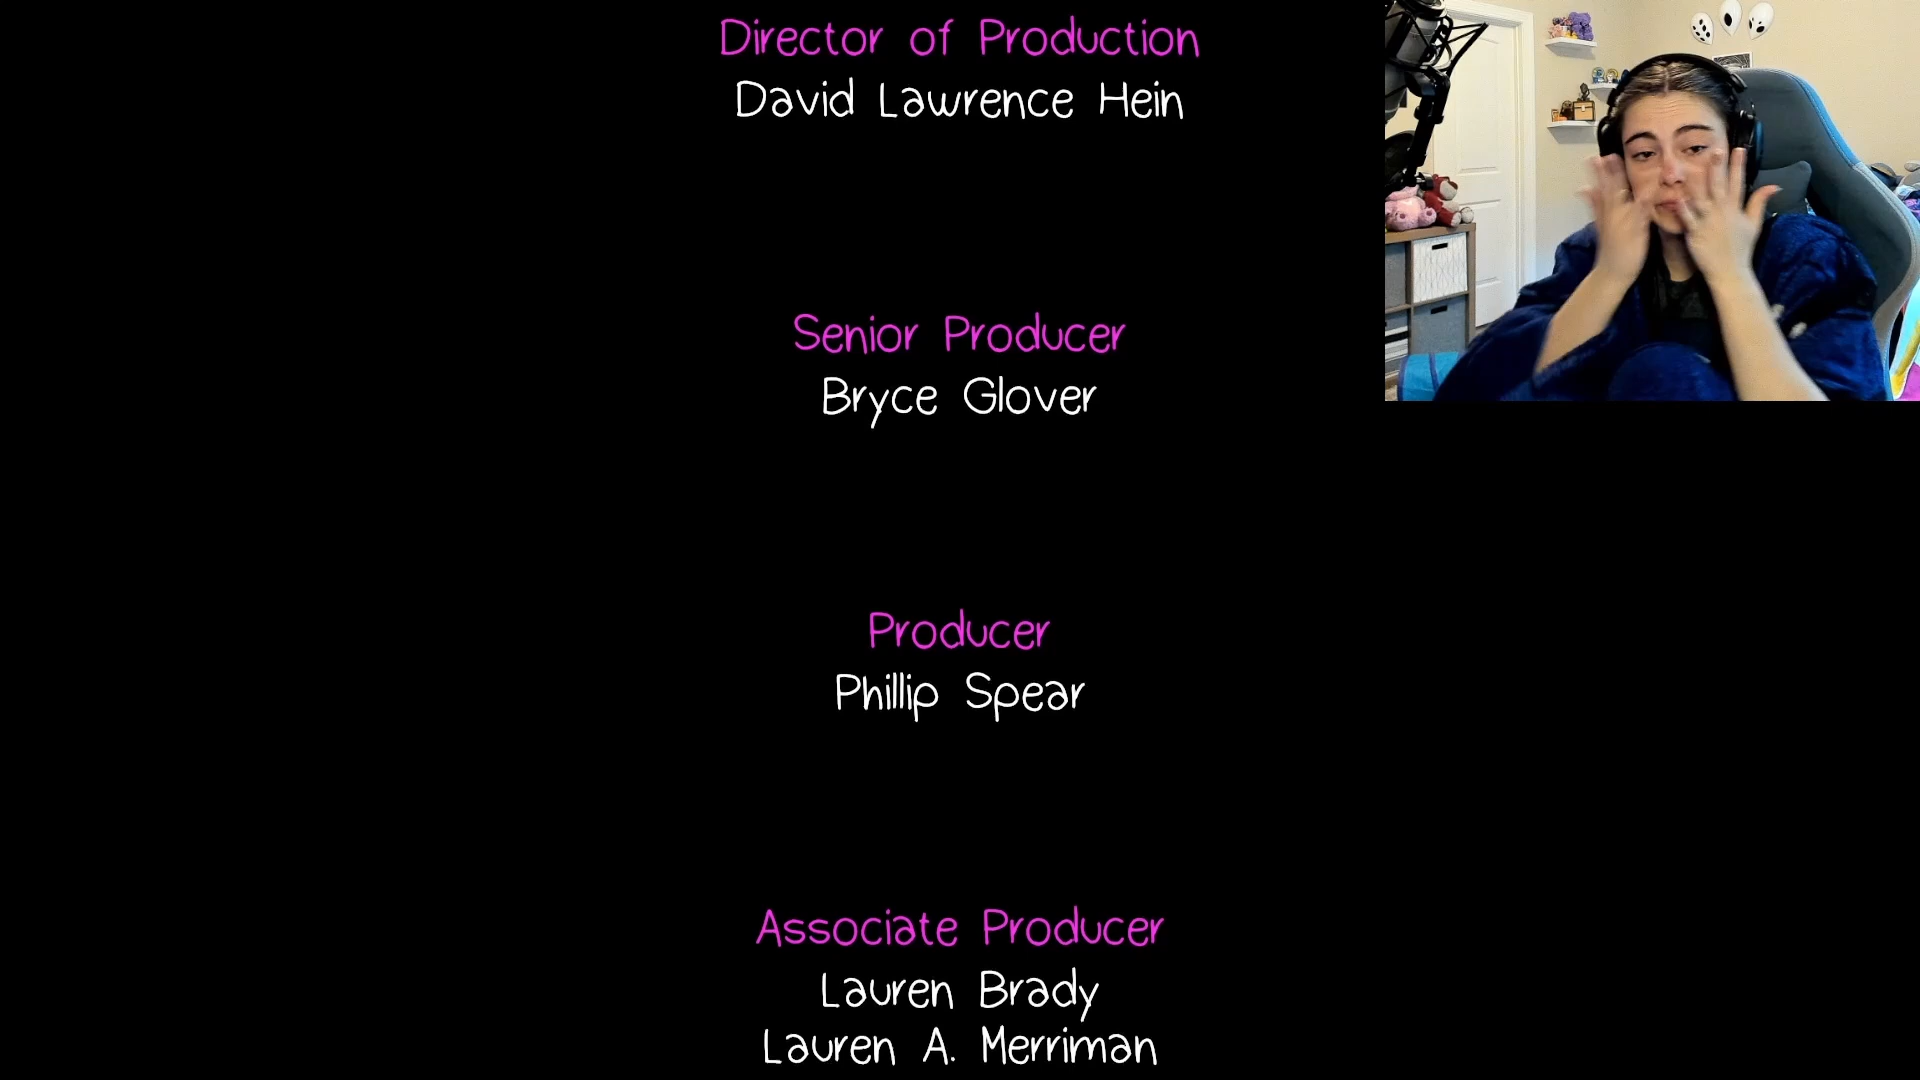 Director of Production
David Lawrence Hein
Senior Producer
Bryce Glover
Producer
Phillip Spear
Associate Producer
Lauren Brady
Lauren A. Merriman